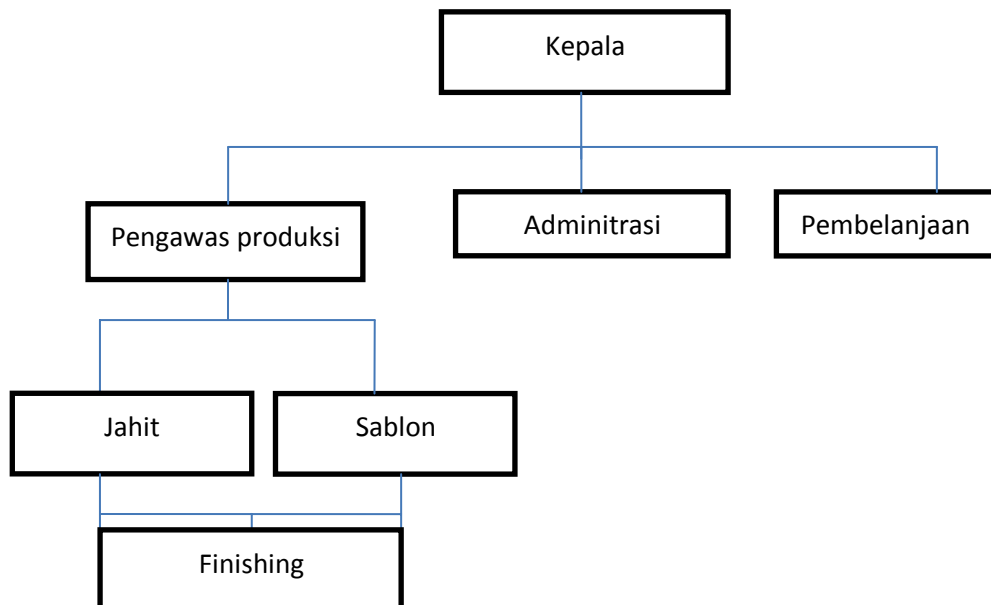 Kepala
Pengawas produksi
Adminitrasi
Pembelanjaan
Jahit
Sablon
Finishing